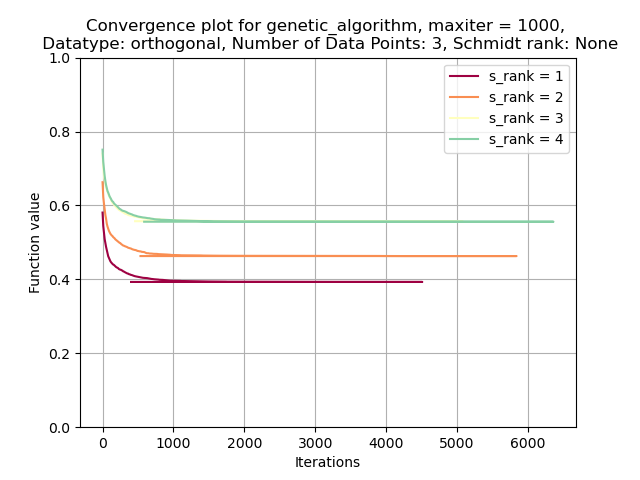 Convergence plot for genetic_algorithm, maxiter = 1000,
Datatype: orthogonal, Number of Data Points: 3, Schmidt rank: None
s_rank = 1
s_rank = 2
s_rank = 3
s_rank = 4
Function value
1.0
0.8
0.6
0.4
0.2
0.0
0 1000 2000 3000 4000 5000 6000
Iterations